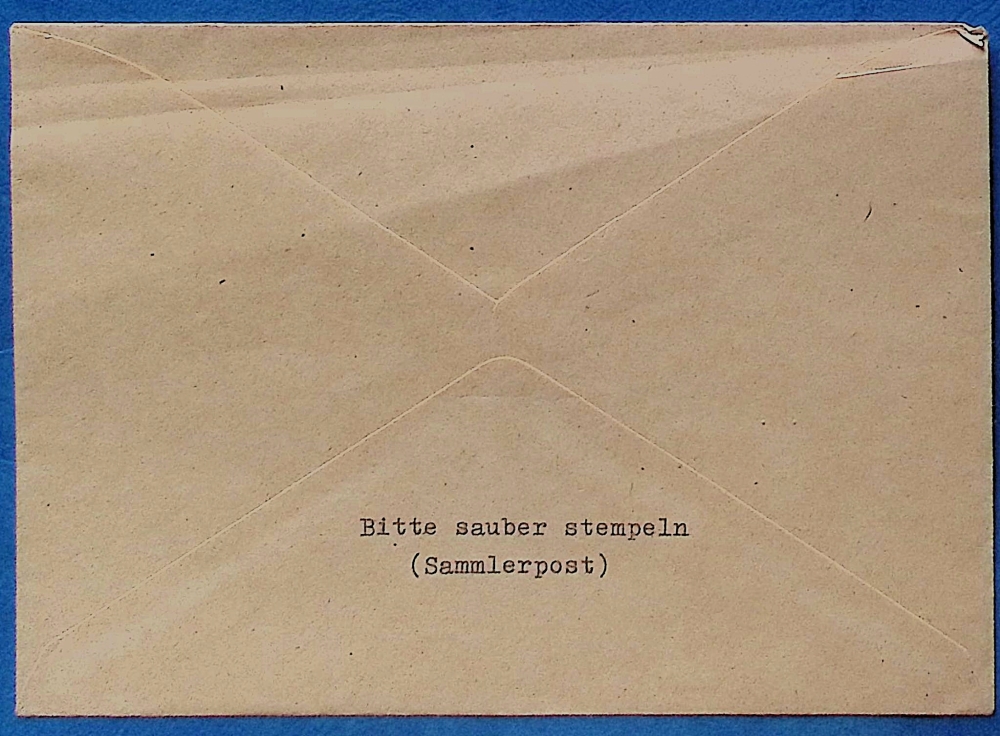 Bitte sauber stempeln
(Sammlerpost)